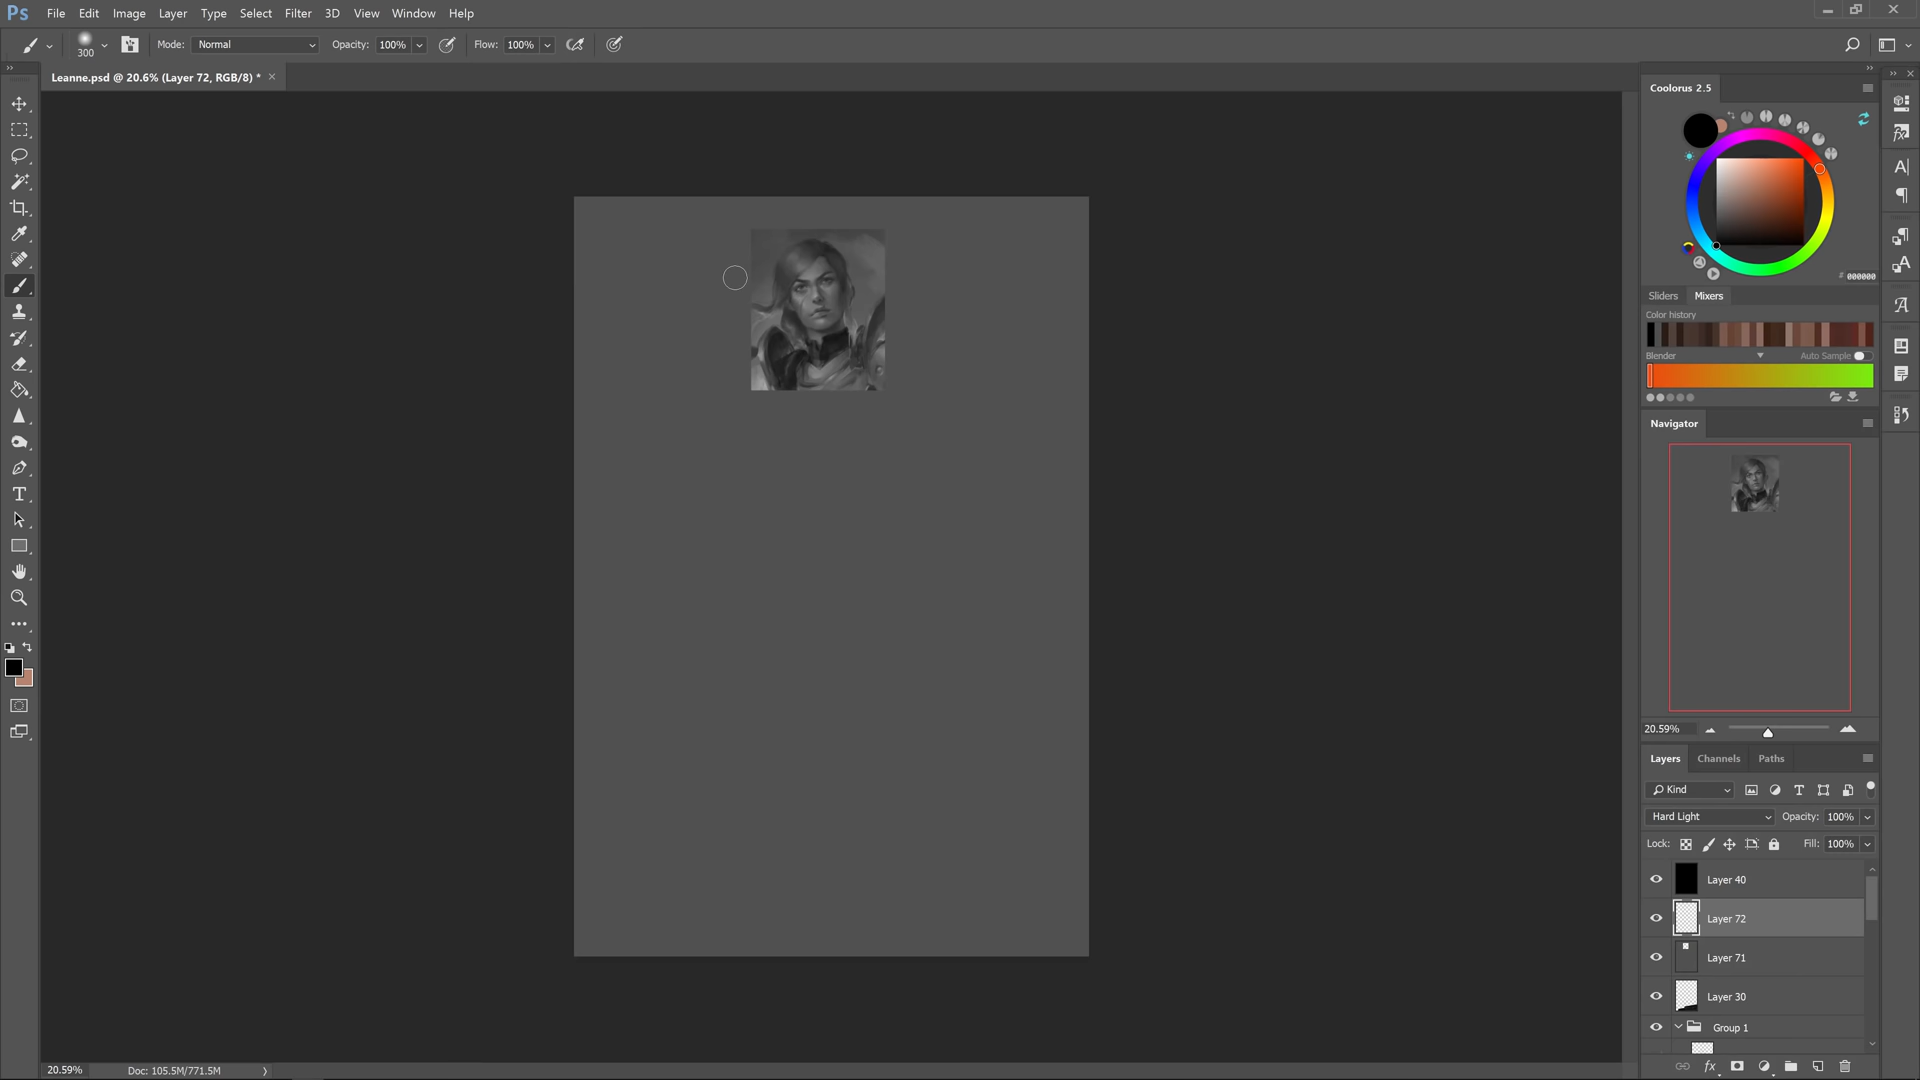 Ps File Edit Image Layer Type Select Filter 3D View Window Help
300 Mode: Normal Opacity: 100% Flow: 100%
Leanne.psd @ 20.6% (Layer 72, RGB/8) * ×
Coolorus 2.5
# 000000
Sliders Mixers
Color history
Blender Auto Sample
Navigator
20.59%
Layers Channels Paths
Kind
Hard Light Opacity: 100%
Lock: Fill: 100%
Layer 40
Layer 72
Layer 71
Layer 30
Group 1
20.59% Doc: 105.5M/771.5M